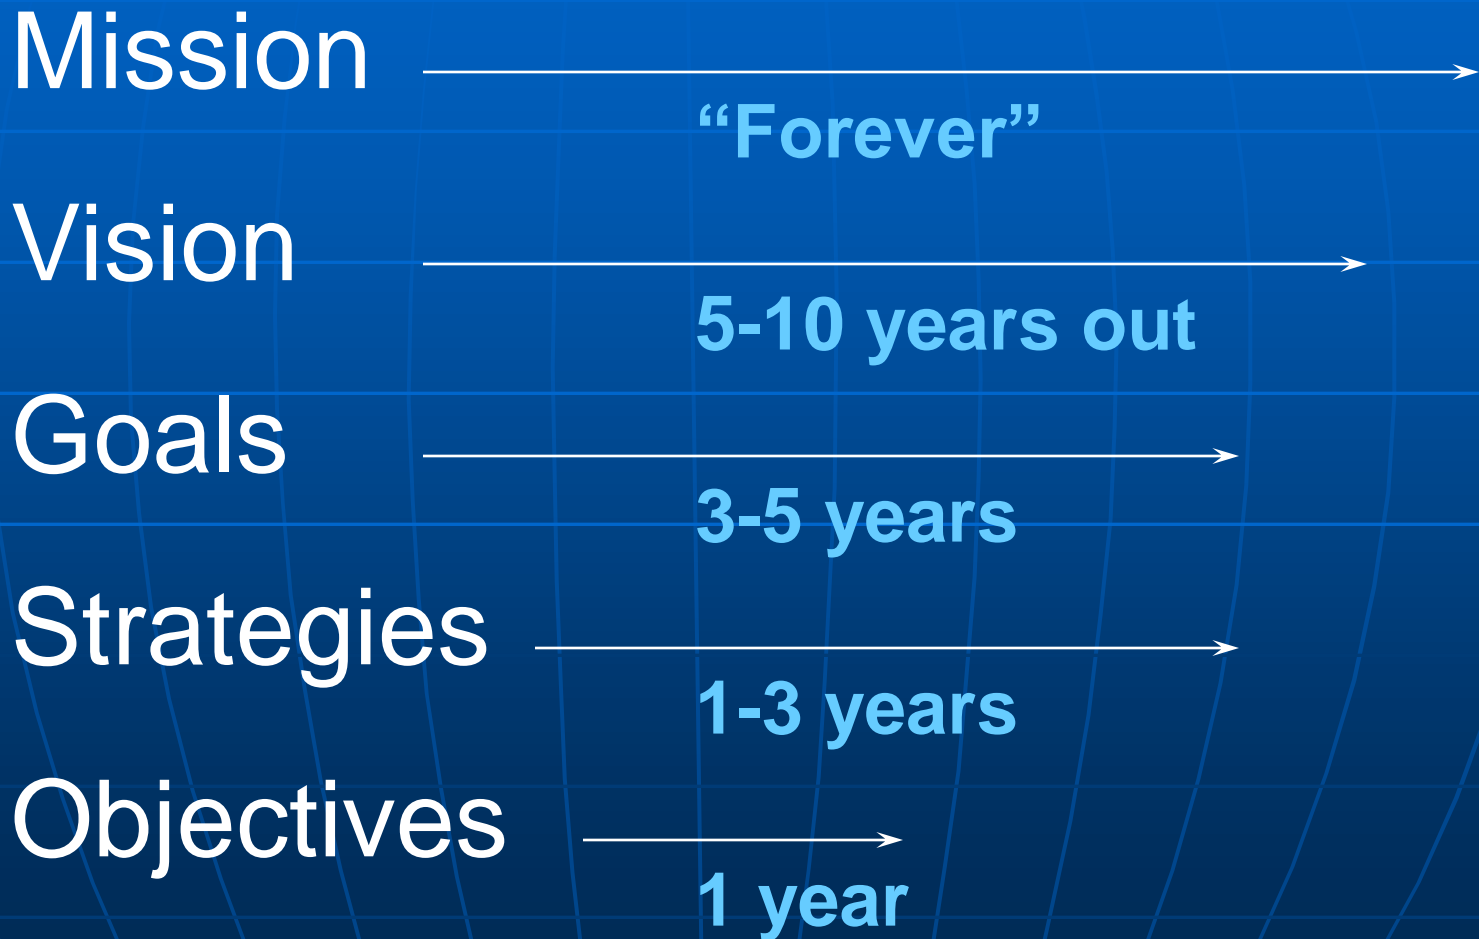 Mission
“Forever”
Vision
5-10 years out
Goals
3-5 years
Strategies
1-3 years
Objectives
1 year